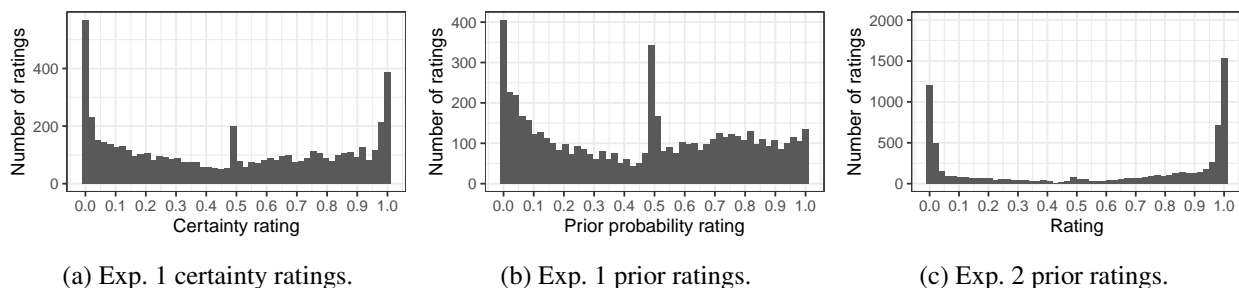 Number of ratings
400
200
0
0.0 0.1 0.2 0.3 0.4 0.5 0.6 0.7 0.8 0.9 1.0
Certainty rating
(a) Exp. 1 certainty ratings.
Number of ratings
400
300
200
100
0
0.0 0.1 0.2 0.3 0.4 0.5 0.6 0.7 0.8 0.9 1.0
Prior probability rating
(b) Exp. 1 prior ratings.
Number of ratings
2000
1500
1000
500
0
0.0 0.1 0.2 0.3 0.4 0.5 0.6 0.7 0.8 0.9 1.0
Rating
(c) Exp. 2 prior ratings.